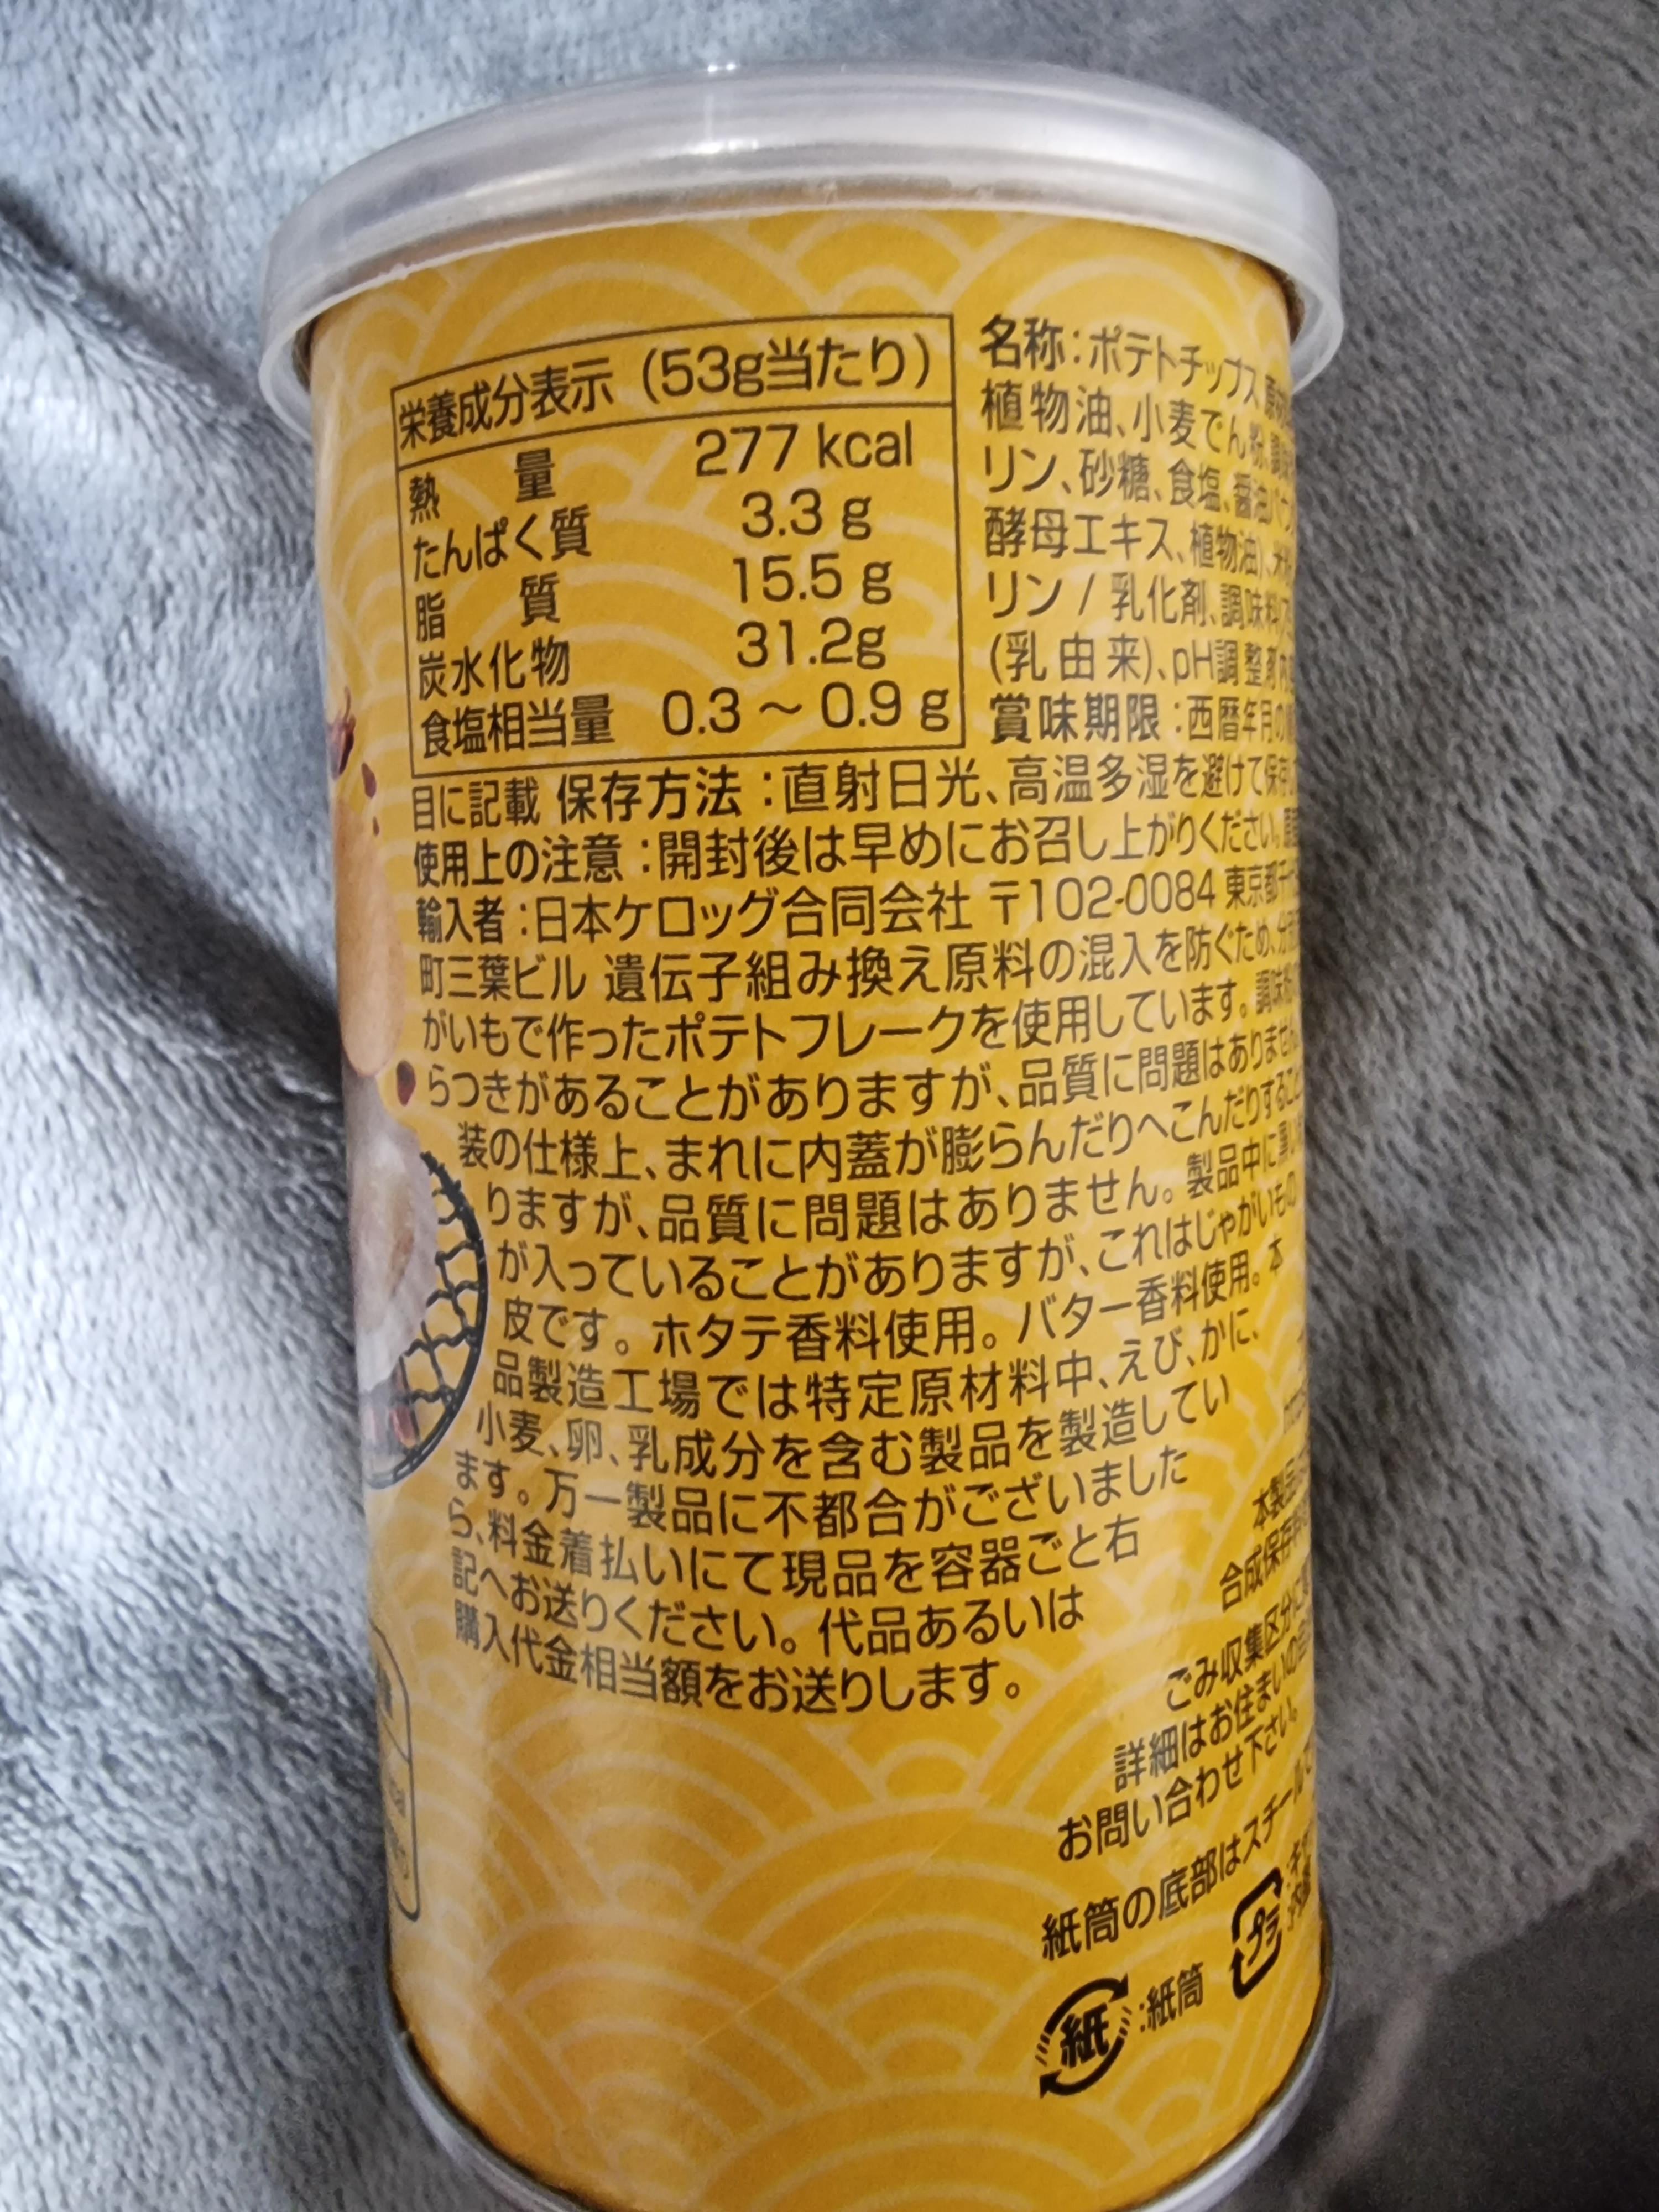 栄養成分表示（53g当たり）
熱量 277 kcal
たんぱく質 3.3 g
脂質 15.5 g
炭水化物 31.2g
食塩相当量 0.3 ～ 0.9 g
名称：ポテトチップス
植物油、小麦でん粉、
リン、砂糖、食塩、醤油パウ
酵母エキス、植物油)、
リン / 乳化剤、調味料
(乳由来)、pH調整剤
賞味期限：西暦年月の
目に記載 保存方法：直射日光、高温多湿を避けて保存
使用上の注意：開封後は早めにお召し上がりください。
輸入者：日本ケロッグ合同会社 〒102-0084 東京都千
町三葉ビル 遺伝子組み換え原料の混入を防ぐため、分
がいもで作ったポテトフレークを使用しています。調味
らつきがあることがありますが、品質に問題はありません
装の仕様上、まれに内蓋が膨らんだりへこんだりすること
りますが、品質に問題はありません。製品中に黒い
が入っていることがありますが、これはじゃがいもの
皮です。ホタテ香料使用。バター香料使用。本
品製造工場では特定原材料中、えび、かに、
小麦、卵、乳成分を含む製品を製造してい
ます。万一製品に不都合がございました
ら、料金着払いにて現品を容器ごと右
記へお送りください。代品あるいは
購入代金相当額をお送りします。
本製品
合成保存
ごみ収集区分に
詳細はお住まいの
お問い合わせ下さい。
紙筒の底部はスチール
紙：紙筒
プラ